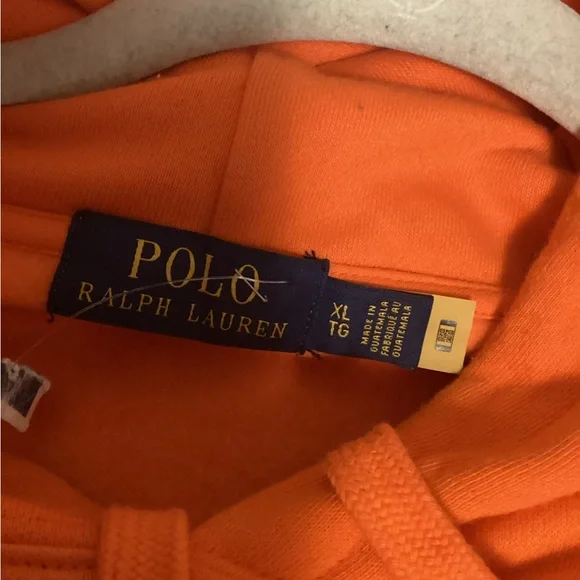 POLO
RALPH LAUREN
XL
TG
MADE IN
GUATEMALA
FABRIQUÉ AU
GUATEMALA